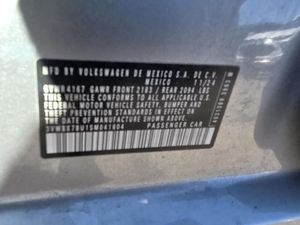 MFD BY VOLKSWAGEN DE MEXICO S.A. DE C.V.
MEXICO 11/24
GVWR 4167 GAWR FRONT 2183 / REAR 2094 LBS
THIS VEHICLE CONFORMS TO ALL APPLICABLE
FEDERAL MOTOR VEHICLE SAFETY, BUMPER AND
THEFT PREVENTION STANDARDS IN EFFECT ON THE
DATE OF MANUFACTURE SHOWN ABOVE.
PASSENGER CAR